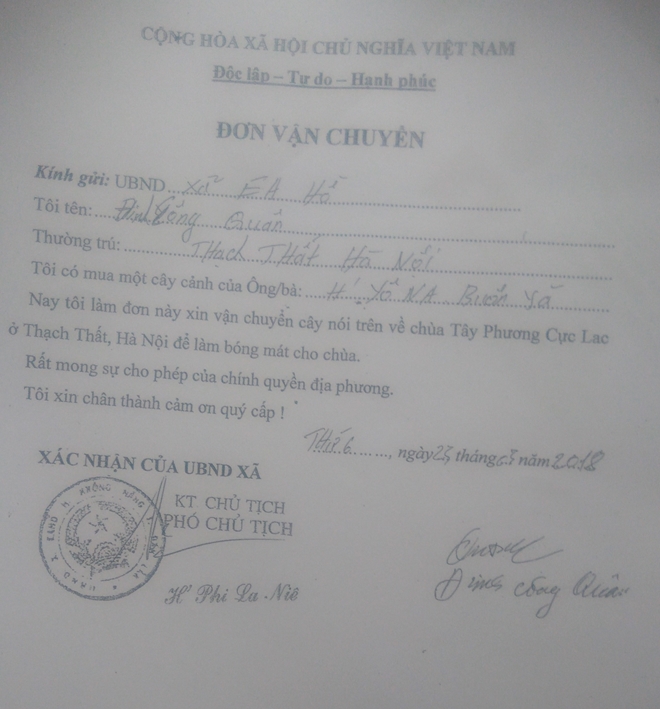 CỘNG HÒA XÃ HỘI CHỦ NGHĨA VIỆT NAM
Độc lập – Tự do – Hạnh phúc
ĐƠN VẬN CHUYỂN
Kính gửi: UBND xã EA Hồ
Tôi tên: Đinh Công Quân
Thường trú: Thạch Thất Hà Nội
Tôi có mua một cây cảnh của Ông/bà: H' Yô NA Buôn
Nay tôi làm đơn này xin vận chuyển cây nói trên về chùa Tây Phương Cực Lac
ở Thạch Thất, Hà Nội để làm bóng mát cho chùa.
Rất mong sự cho phép của chính quyền địa phương.
Tôi xin chân thành cảm ơn quý cấp !
Thứ 6, ngày 23 tháng 03 năm 2018
XÁC NHẬN CỦA UBND XÃ
KT CHỦ TỊCH
PHÓ CHỦ TỊCH
H' Phi La Niê
Đinh Công Quân